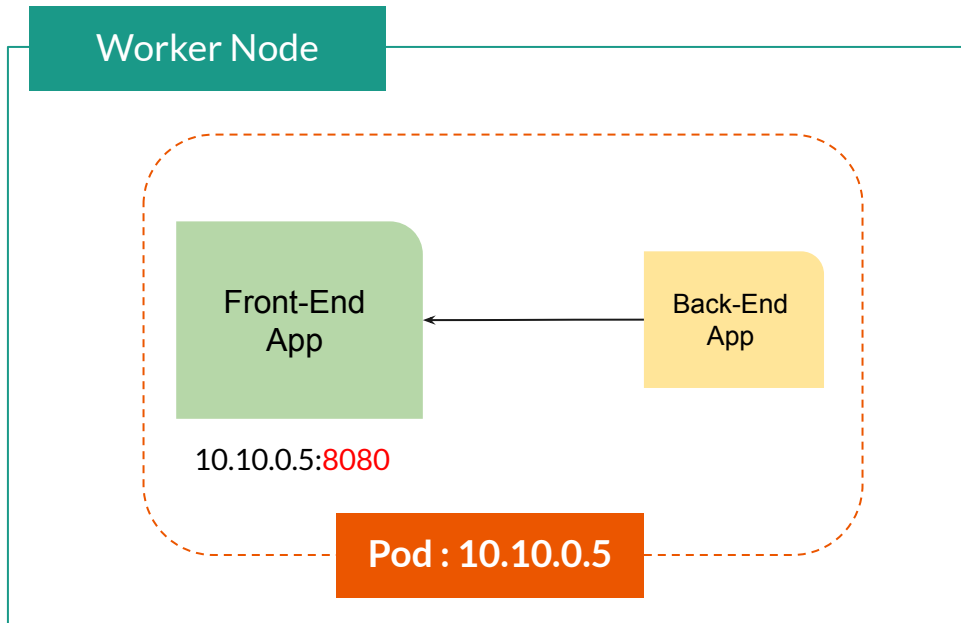 Worker Node
Front-End
App
Back-End
App
10.10.0.5:8080
Pod : 10.10.0.5